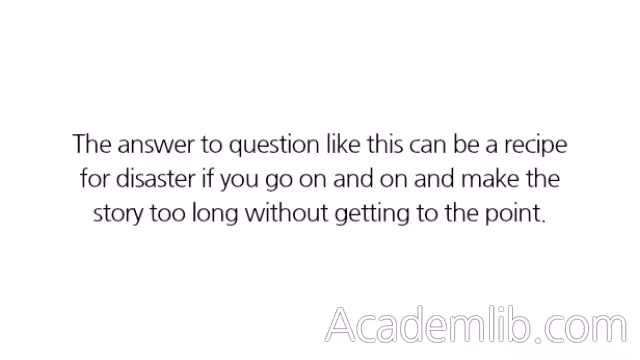 The answer to question like this can be a recipe
for disaster if you go on and on and make the
story too long without getting to the point.
Academlib.com